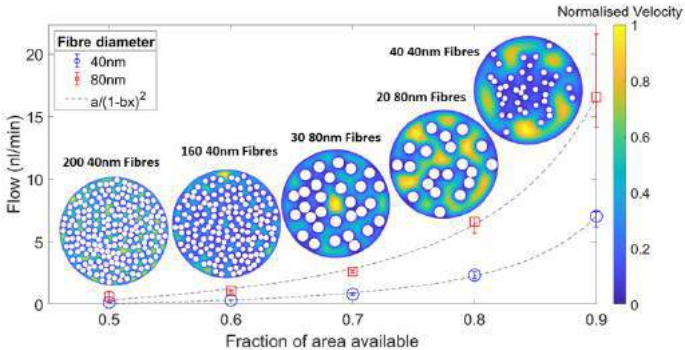 Normalised Velocity
Fibre diameter
40nm
80nm
a/(1-bx)²
40 40nm Fibres
20 80nm Fibres
30 80nm Fibres
160 40nm Fibres
200 40nm Fibres
20
15
10
5
0
Flow (nl/min)
0.5 0.6 0.7 0.8 0.9
Fraction of area available
1
0.8
0.6
0.4
0.2
0